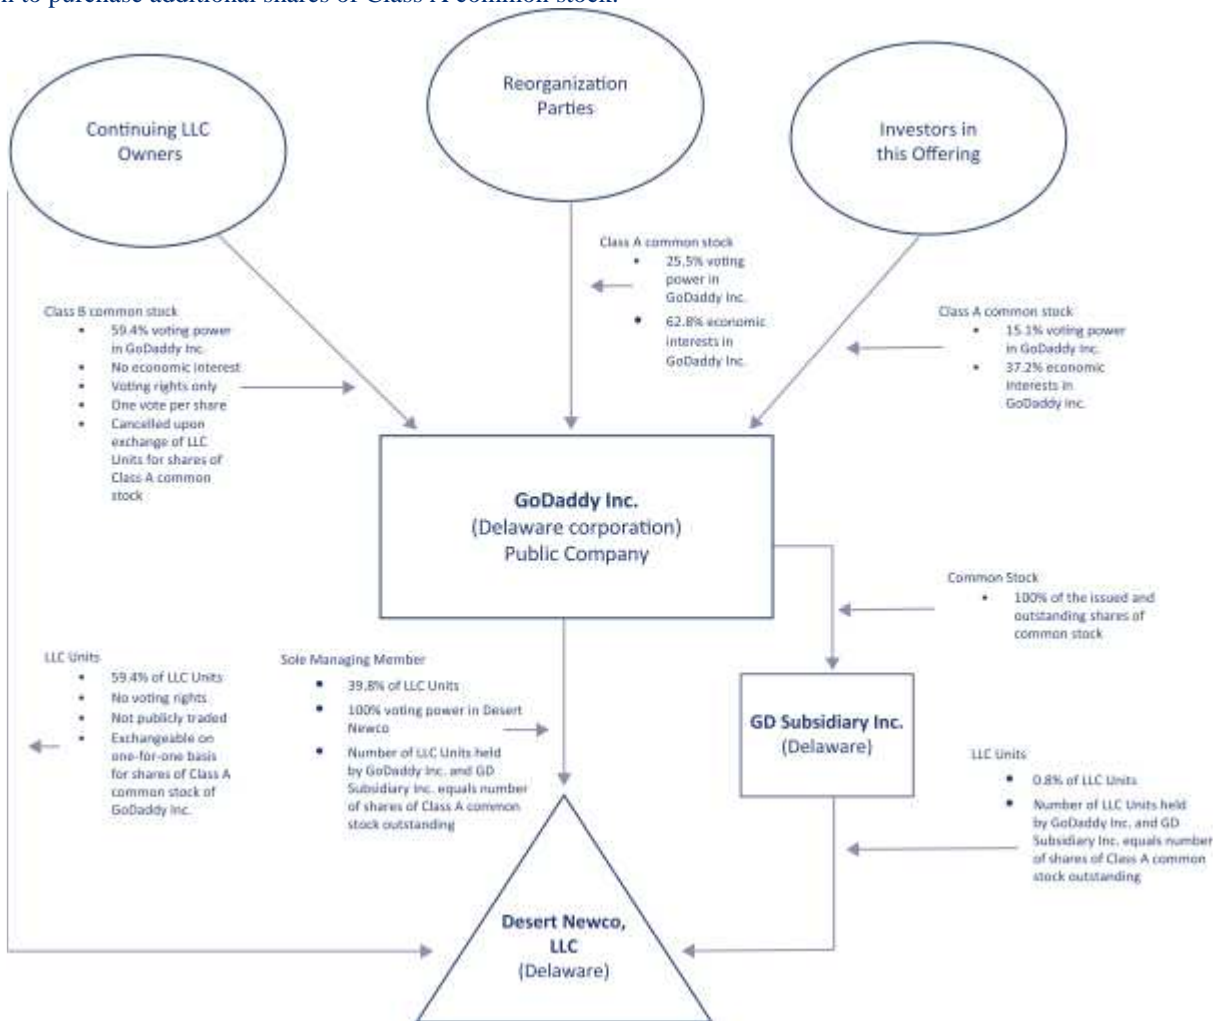 to purchase additional shares of Class A common stock.
Reorganization
Parties
Continuing LLC
Owners
Investors in
this Offering
Class A common stock
• 25.5% voting
power in
GoDaddy Inc.
• 62.8% economic
interests in
GoDaddy Inc.
Class B common stock
• 59.4% voting power
in GoDaddy Inc.
• No economic interest
• Voting rights only
• One vote per share
• Cancelled upon
exchange of LLC
Units for shares of
Class A common
stock
Class A common stock
• 15.1% voting power
in GoDaddy Inc.
• 37.2% economic
interests in
GoDaddy Inc.
GoDaddy Inc.
(Delaware corporation)
Public Company
Common Stock
• 100% of the issued and
outstanding shares of
common stock
LLC Units
• 59.4% of LLC Units
• No voting rights
• Not publicly traded
• Exchangeable on
one-for-one basis
for shares of Class A
common stock of
GoDaddy Inc.
Sole Managing Member
• 39.8% of LLC Units
• 100% voting power in Desert
Newco
• Number of LLC Units held
by GoDaddy Inc. and GD
Subsidiary Inc. equals number
of shares of Class A common
stock outstanding
GD Subsidiary Inc.
(Delaware)
LLC Units
• 0.8% of LLC Units
• Number of LLC Units held
by GoDaddy Inc. and GD
Subsidiary Inc. equals number
of shares of Class A common
stock outstanding
Desert Newco,
LLC
(Delaware)